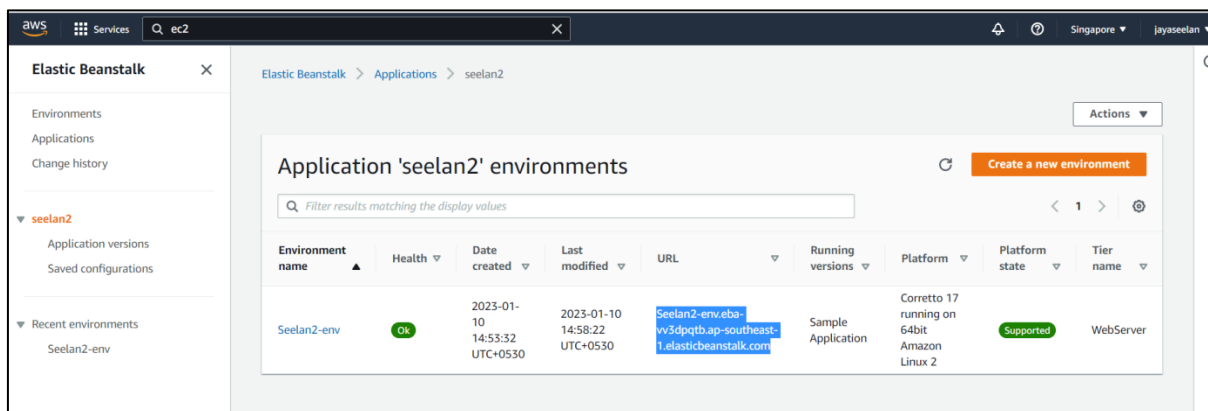 aws
Services
ec2
Singapore
jayaseelan
Elastic Beanstalk
Environments
Applications
Change history
seelan2
Application versions
Saved configurations
Recent environments
Seelan2-env
Elastic Beanstalk > Applications > seelan2
Actions
Application 'seelan2' environments
Create a new environment
Filter results matching the display values
< 1 >
Environment
name
Health
Date
created
Last
modified
URL
Running
versions
Platform
Platform
state
Tier
name
Seelan2-env
Ok
2023-01-
10
14:53:32
UTC+0530
2023-01-10
14:58:22
UTC+0530
Seelan2-env.eba-
vv3dpqtb.ap-southeast-
1.elasticbeanstalk.com
Sample
Application
Corretto 17
running on
64bit
Amazon
Linux 2
Supported
WebServer